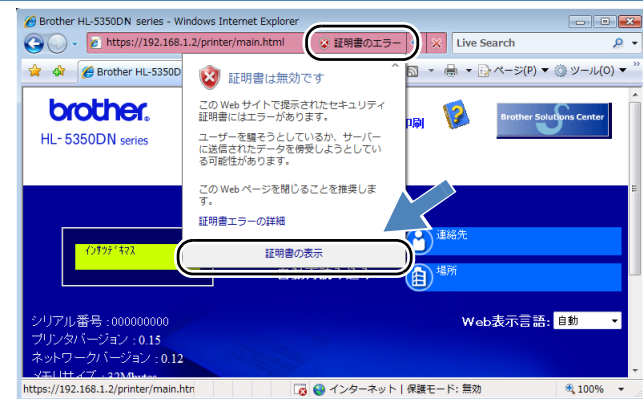 Brother HL-5350DN series - Windows Internet Explorer
https://192.168.1.2/printer/main.html
証明書のエラー
Live Search
Brother HL-5350D
ページ(P)
ツール(O)
証明書は無効です
この Web サイトで提示されたセキュリティ
証明書にはエラーがあります。
ユーザーを騙そうとしているか、サーバー
に送信されたデータを傍受しようとしてい
る可能性があります。
この Web ページを閉じることを推奨しま
す。
証明書エラーの詳細
証明書の表示
brother.
HL-5350DN series
印刷
Brother Solutions Center
インサツデキマス
連絡先
場所
シリアル番号 :000000000
プリンタバージョン : 0.15
ネットワークバージョン : 0.12
Web表示言語: 自動
https://192.168.1.2/printer/main.htn
インターネット | 保護モード: 無効
100%